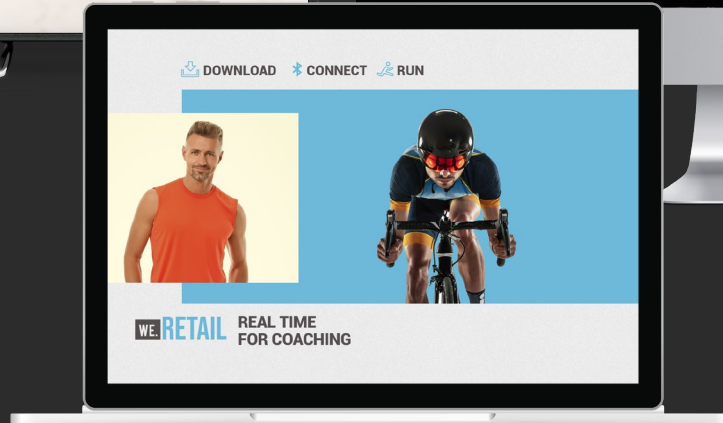 DOWNLOAD CONNECT RUN
WE.RETAIL
REAL TIME
FOR COACHING